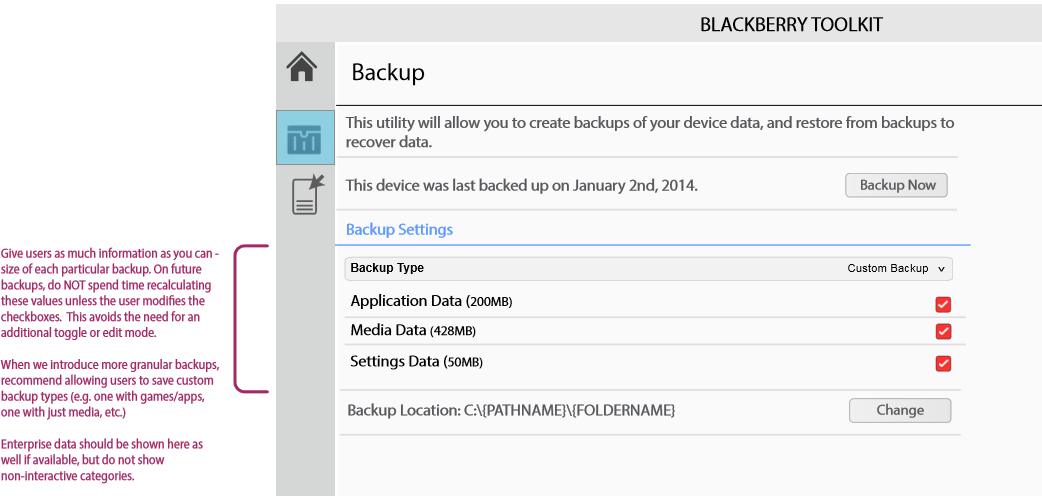 BLACKBERRY TOOLKIT
Backup
This utility will allow you to create backups of your device data, and restore from backups to
recover data.
This device was last backed up on January 2nd, 2014.
Backup Now
Backup Settings
Backup Type
Custom Backup
Application Data (200MB)
Media Data (428MB)
Settings Data (50MB)
Backup Location: C:\{PATHNAME}\{FOLDERNAME}
Change
Give users as much information as you can -
size of each particular backup. On future
backups, do NOT spend time recalculating
these values unless the user modifies the
checkboxes. This avoids the need for an
additional toggle or edit mode.
When we introduce more granular backups,
recommend allowing users to save custom
backup types (e.g. one with games/apps,
one with just media, etc.)
Enterprise data should be shown here as
well if available, but do not show
non-interactive categories.